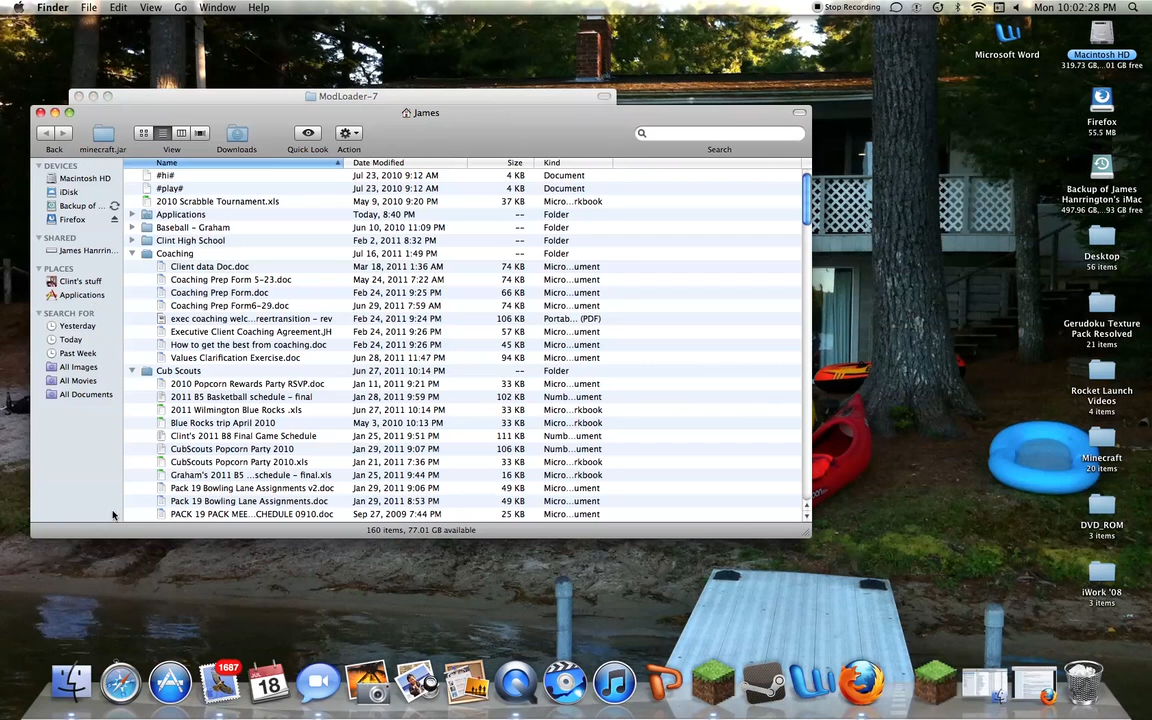 Finder File Edit View Go Window Help Stop Recording Mon 10:02:28 PM
Microsoft Word
Macintosh HD
319.73 GB,...01 GB free
ModLoader-7
James
Back minecraft.jar View Downloads Quick Look Action Search
DEVICES
Macintosh HD
iDisk
Backup of ...
Firefox
SHARED
James Hanrrin...
PLACES
Clint's stuff
Applications
SEARCH FOR
Yesterday
Today
Past Week
All Images
All Movies
All Documents
Name Date Modified Size Kind
#hi# Jul 23, 2010 9:12 AM 4 KB Document
#play# Jul 23, 2010 9:12 AM 4 KB Document
2010 Scrabble Tournament.xls May 9, 2010 9:20 PM 37 KB Micro...rkbook
Applications Today, 8:40 PM -- Folder
Baseball - Graham Jun 10, 2010 11:09 PM -- Folder
Clint High School Feb 2, 2011 8:32 PM -- Folder
Coaching Jul 16, 2011 1:49 PM -- Folder
Client data Doc.doc Mar 18, 2011 1:36 AM 74 KB Micro...ument
Coaching Prep Form 5-23.doc May 24, 2011 7:22 AM 74 KB Micro...ument
Coaching Prep Form.doc Feb 24, 2011 9:25 PM 66 KB Micro...ument
Coaching Prep Form6-29.doc Jun 29, 2011 7:59 AM 74 KB Micro...ument
exec coaching welc...reertransition - rev Feb 24, 2011 9:24 PM 106 KB Portab... (PDF)
Executive Client Coaching Agreement.JH Feb 24, 2011 9:26 PM 57 KB Micro...ument
How to get the best from coaching.doc Feb 24, 2011 9:26 PM 45 KB Micro...ument
Values Clarification Exercise.doc Jun 28, 2011 11:47 PM 94 KB Micro...ument
Cub Scouts Jun 27, 2011 10:14 PM -- Folder
2010 Popcorn Rewards Party RSVP.doc Jan 11, 2011 9:21 PM 33 KB Micro...ument
2011 B5 Basketball schedule - final Jan 28, 2011 9:59 PM 102 KB Numb...ument
2011 Wilmington Blue Rocks .xls Jun 27, 2011 10:14 PM 33 KB Micro...rkbook
Blue Rocks trip April 2010 May 3, 2010 10:13 PM 33 KB Micro...rkbook
Clint's 2011 B8 Final Game Schedule Jan 25, 2011 9:51 PM 111 KB Numb...ument
CubScouts Popcorn Party 2010 Jan 29, 2011 9:07 PM 106 KB Numb...ument
CubScouts Popcorn Party 2010.xls Jan 21, 2011 7:36 PM 33 KB Micro...rkbook
Graham's 2011 B5 ...schedule - final.xls Jan 25, 2011 9:44 PM 16 KB Micro...rkbook
Pack 19 Bowling Lane Assignments v2.doc Jan 29, 2011 9:06 PM 49 KB Micro...ument
Pack 19 Bowling Lane Assignments.doc Jan 29, 2011 8:53 PM 49 KB Micro...ument
PACK 19 PACK MEE...CHEDULE 0910.doc Sep 27, 2009 7:44 PM 25 KB Micro...ument
160 items, 77.01 GB available
Firefox
55.5 MB
Backup of James
Hanrrington's iMac
497.96 GB,...93 GB free
Desktop
56 items
Gerudoku Texture
Pack Resolved
21 items
Rocket Launch
Videos
4 items
Minecraft
20 items
DVD_ROM
3 items
iWork '08
3 items
1687
JUL
18